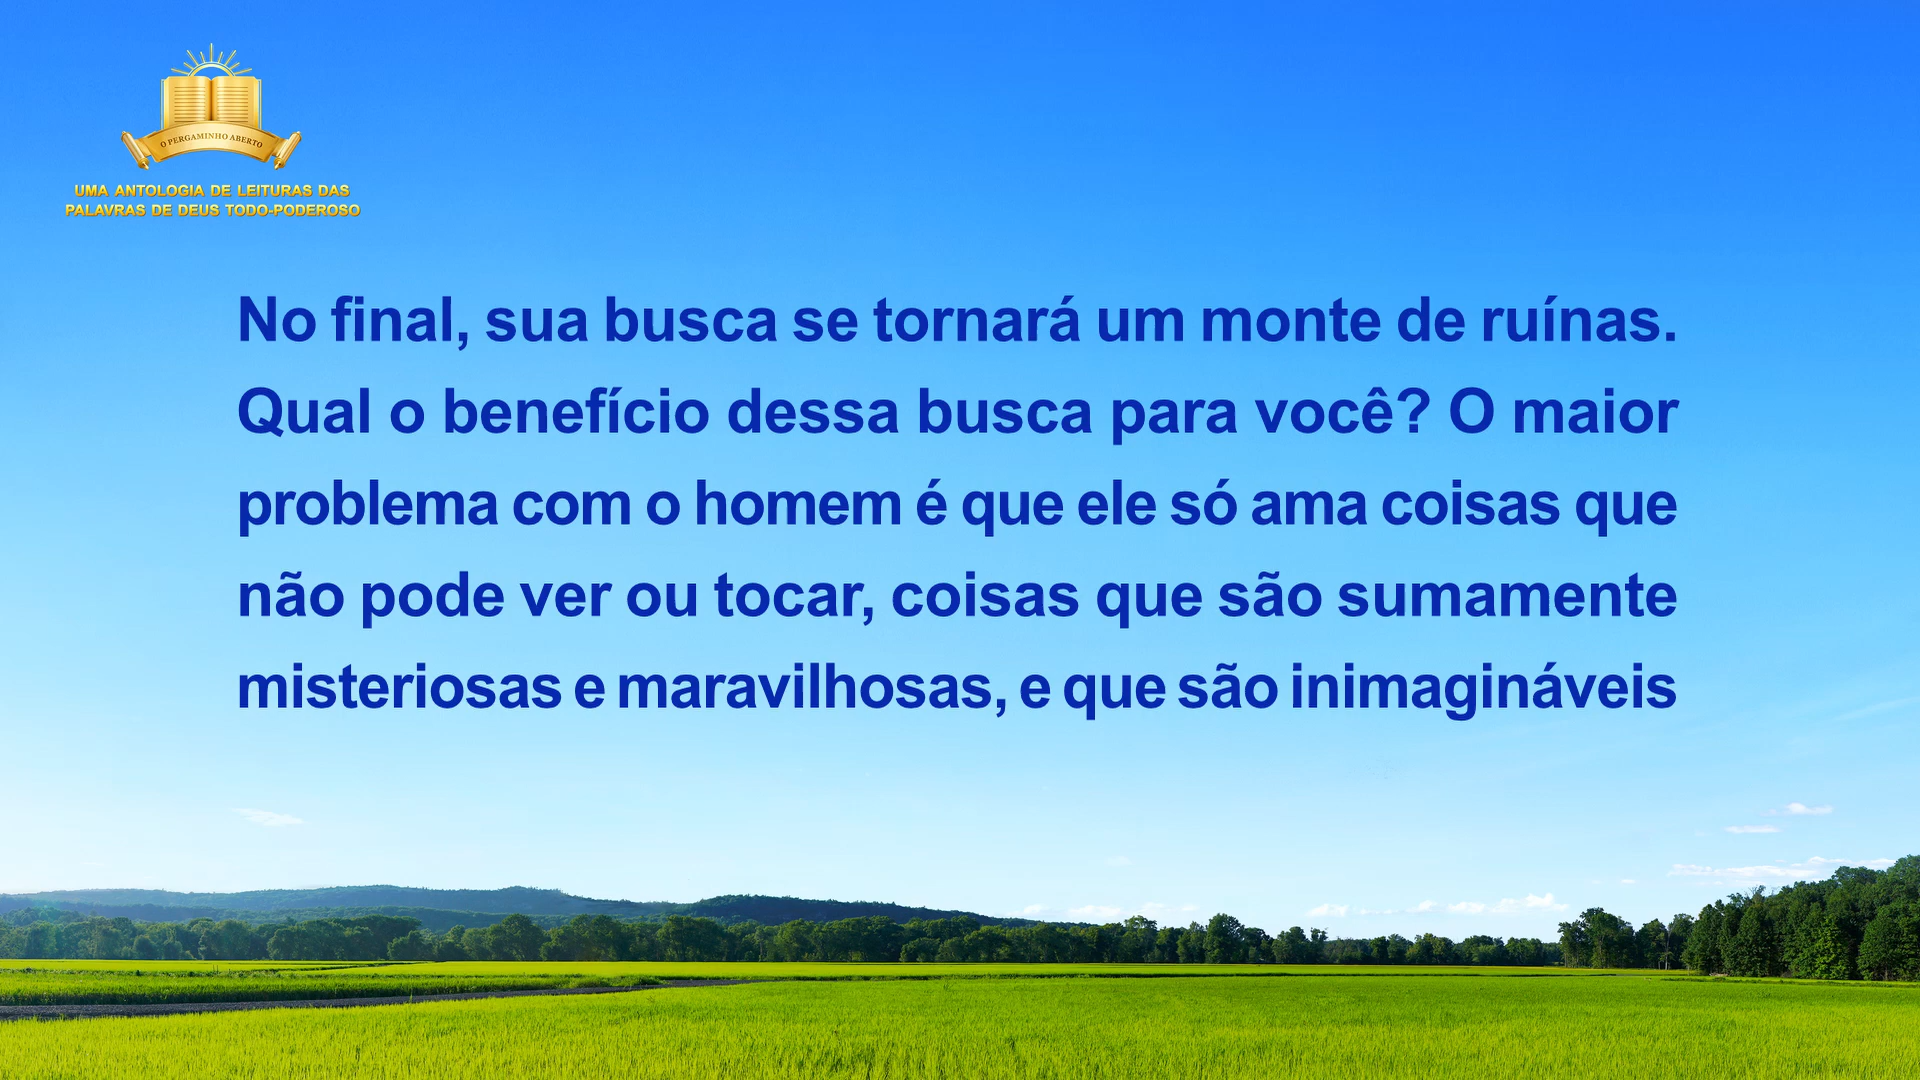 O PERGAMINHO ABERTO
UMA ANTOLOGIA DE LEITURAS DAS
PALAVRAS DE DEUS TODO-PODEROSO
No final, sua busca se tornará um monte de ruínas.
Qual o benefício dessa busca para você? O maior
problema com o homem é que ele só ama coisas que
não pode ver ou tocar, coisas que são sumamente
misteriosas e maravilhosas, e que são inimagináveis